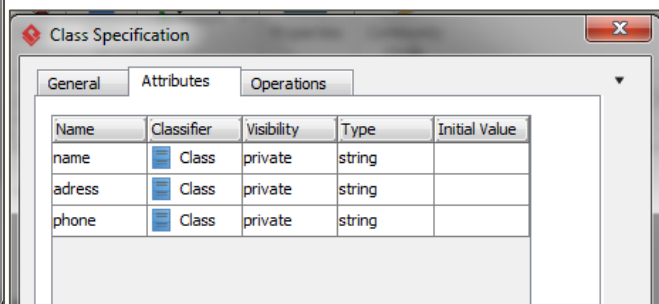 Class Specification
General Attributes Operations
Name Classifier Visibility Type Initial Value
name Class private string
adress Class private string
phone Class private string